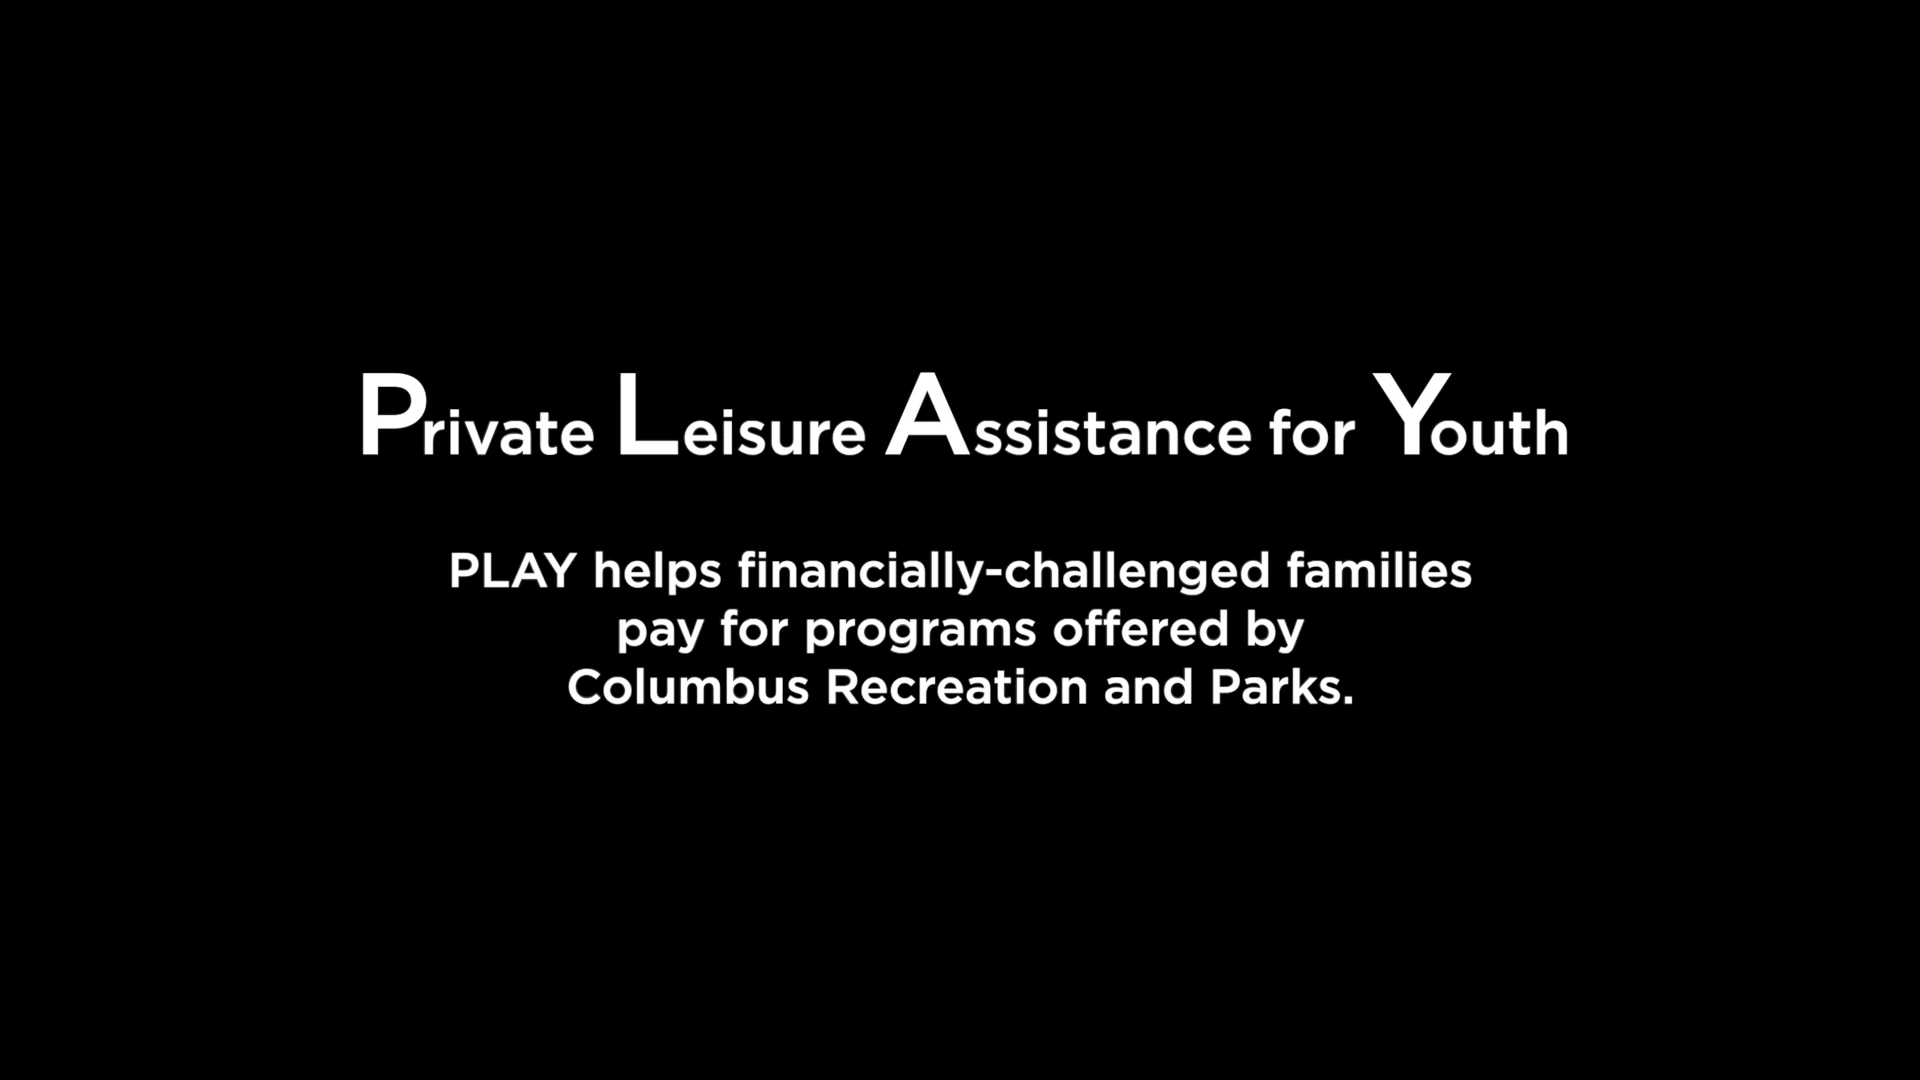 Private Leisure Assistance for Youth
PLAY helps financially-challenged families
pay for programs offered by
Columbus Recreation and Parks.